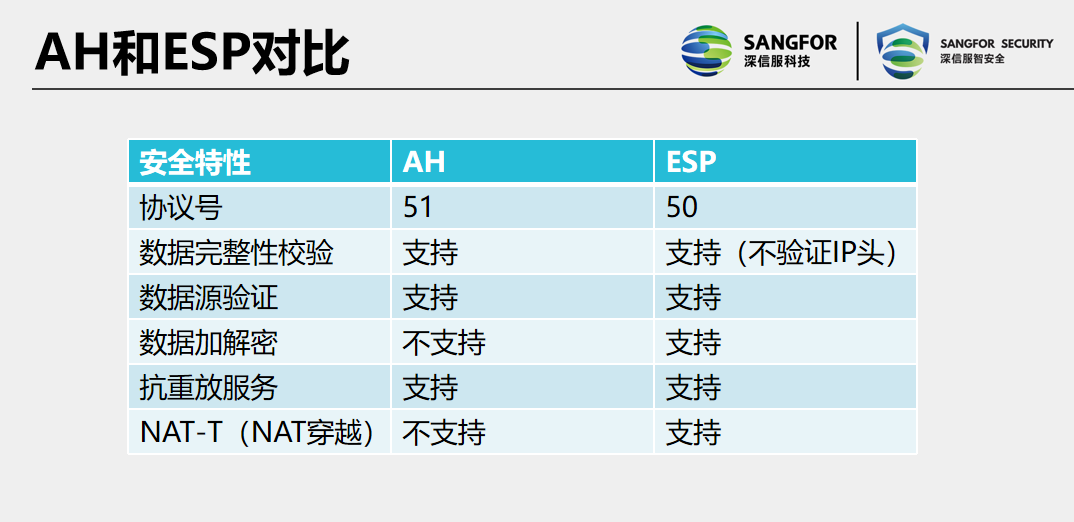 AH和ESP对比
SANGFOR
深信服科技
SANGFOR SECURITY
深信服智安全
安全特性 AH ESP
协议号 51 50
数据完整性校验 支持 支持（不验证IP头）
数据源验证 支持 支持
数据加解密 不支持 支持
抗重放服务 支持 支持
NAT-T（NAT穿越） 不支持 支持